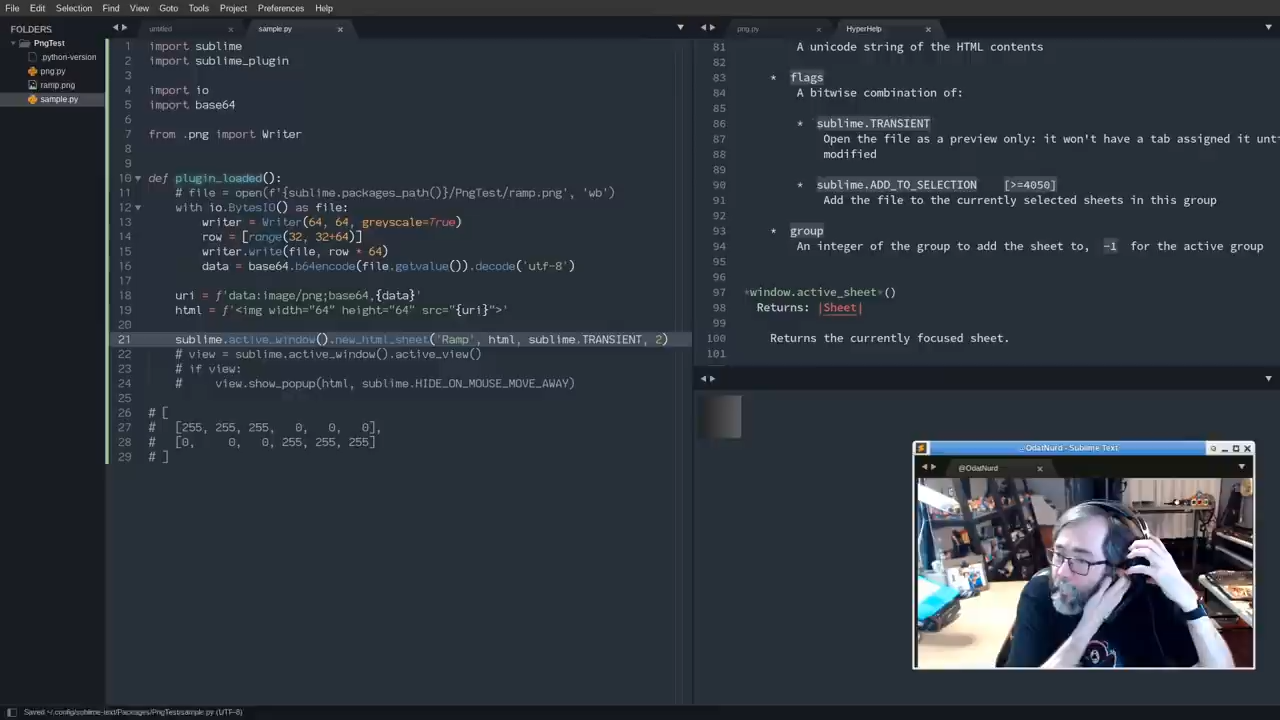 File Edit Selection Find View Goto Tools Project Preferences Help
FOLDERS
PngTest
.python-version
png.py
ramp.png
sample.py
untitled
sample.py
1 import sublime
2 import sublime_plugin
3
4 import io
5 import base64
6
7 from .png import Writer
8
9
10 def plugin_loaded():
11 # file = open(f'{sublime.packages_path()}/PngTest/ramp.png', 'wb')
12 with io.BytesIO() as file:
13 writer = Writer(64, 64, greyscale=True)
14 row = [range(32, 32+64)]
15 writer.write(file, row * 64)
16 data = base64.b64encode(file.getvalue()).decode('utf-8')
17
18 uri = f'data:image/png;base64,{data}'
19 html = f'<img width="64" height="64" src="{uri}">'
20
21 sublime.active_window().new_html_sheet('Ramp', html, sublime.TRANSIENT, 2)
22 # view = sublime.active_window().active_view()
23 # if view:
24 # view.show_popup(html, sublime.HIDE_ON_MOUSE_MOVE_AWAY)
25
26 # [
27 # [255, 255, 255, 0, 0, 0],
28 # [0, 0, 0, 255, 255, 255]
29 # ]
png.py
HyperHelp
81 A unicode string of the HTML contents
82
83 * flags
84 A bitwise combination of:
85
86 * sublime.TRANSIENT
87 Open the file as a preview only: it won't have a tab assigned it unti
88 modified
89
90 * sublime.ADD_TO_SELECTION [>=4050]
91 Add the file to the currently selected sheets in this group
92
93 * group
94 An integer of the group to add the sheet to, -1 for the active group
95
96
97 *window.active_sheet*()
98 Returns: |Sheet|
99
100 Returns the currently focused sheet.
101
@OdatNurd - Sublime Text
@OdatNurd
Saved ~/.config/sublime-text/Packages/PngTest/sample.py (UTF-8)